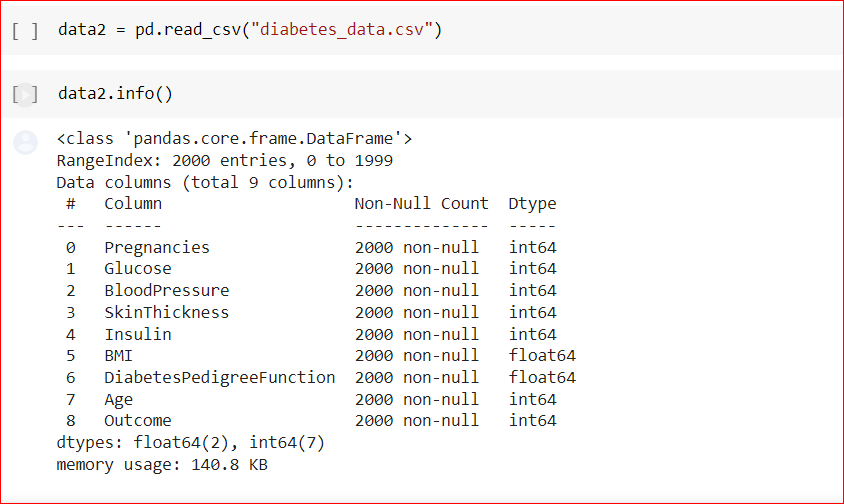 [ ] data2 = pd.read_csv("diabetes_data.csv")
[ ] data2.info()
<class 'pandas.core.frame.DataFrame'>
RangeIndex: 2000 entries, 0 to 1999
Data columns (total 9 columns):
 #   Column                    Non-Null Count  Dtype
---  ------                    --------------  -----
 0   Pregnancies               2000 non-null   int64
 1   Glucose                   2000 non-null   int64
 2   BloodPressure             2000 non-null   int64
 3   SkinThickness             2000 non-null   int64
 4   Insulin                   2000 non-null   int64
 5   BMI                       2000 non-null   float64
 6   DiabetesPedigreeFunction  2000 non-null   float64
 7   Age                       2000 non-null   int64
 8   Outcome                   2000 non-null   int64
dtypes: float64(2), int64(7)
memory usage: 140.8 KB